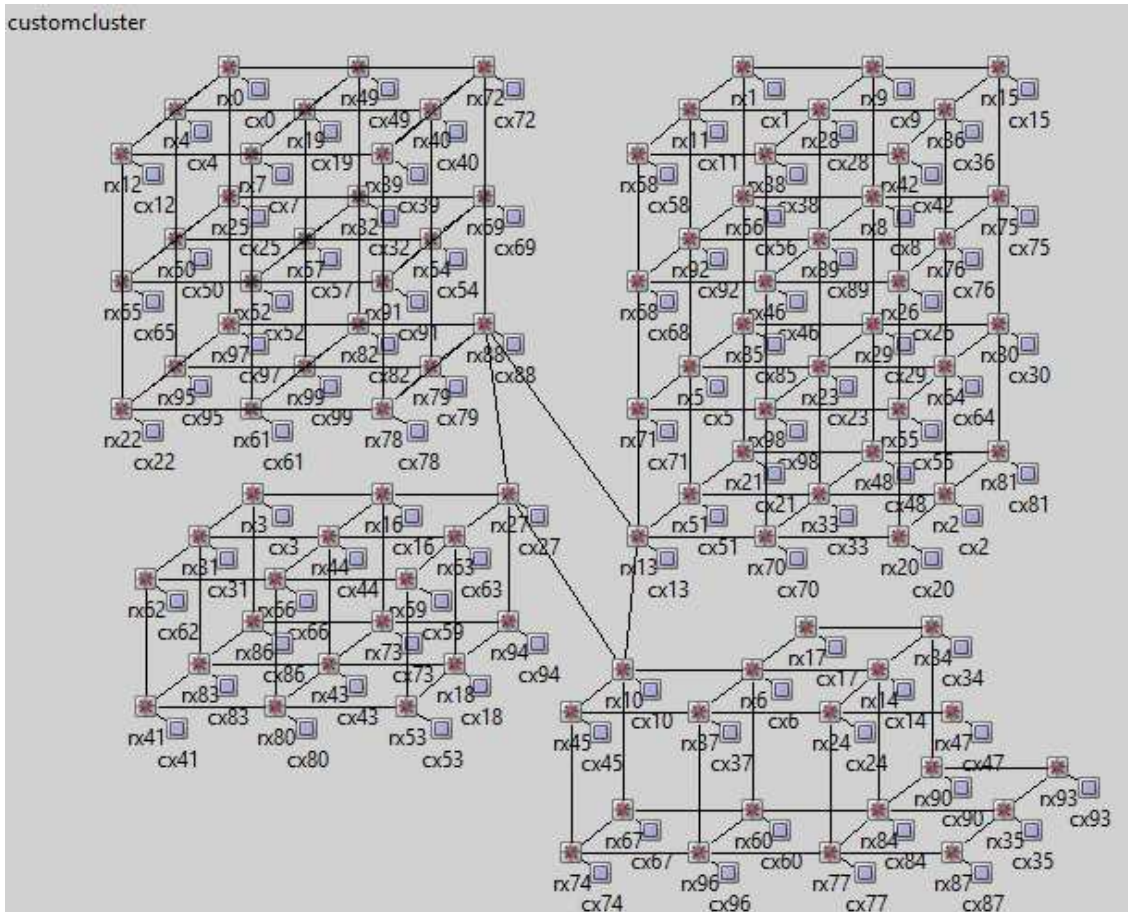 customcluster
rx0 rx49 rx72 rx1 rx9 rx15
cx0 cx49 cx72 cx1 cx9 cx15
rx4 rx19 rx40 rx11 rx28 rx36
cx4 cx19 cx40 cx11 cx28 cx36
rx12 rx7 rx39 rx58 rx38 rx42
cx12 cx7 cx39 cx58 cx38 cx42
rx25 rx32 rx69 rx56 rx8 rx75
cx25 cx32 cx69 cx56 cx8 cx75
rx50 rx57 rx54 rx92 rx89 rx76
cx50 cx57 cx54 cx92 cx89 cx76
rx65 rx52 rx91 rx68 rx46 rx26
cx65 cx52 cx91 cx68 cx46 cx26
rx97 rx82 rx88 rx85 rx29 rx30
cx97 cx82 cx88 cx85 cx29 cx30
rx95 rx99 rx79 rx5 rx23 rx64
cx95 cx99 cx79 cx5 cx23 cx64
rx22 rx61 rx78 rx71 rx98 rx55
cx22 cx61 cx78 cx71 cx98 cx55
rx21 rx48 rx81
cx21 cx48 cx81
rx3 rx16 rx27 rx51 rx33 rx2
cx3 cx16 cx27 cx51 cx33 cx2
rx31 rx44 rx63 rx13 rx70 rx20
cx31 cx44 cx63 cx13 cx70 cx20
rx62 rx66 rx59
cx62 cx66 cx59
rx86 rx73 rx94 rx17 rx34
cx86 cx73 cx94 cx17 cx34
rx83 rx43 rx18 rx10 rx6 rx14
cx83 cx43 cx18 cx10 cx6 cx14
rx41 rx80 rx53 rx45 rx37 rx24 rx47
cx41 cx80 cx53 cx45 cx37 cx24 cx47
rx90 rx93
cx90 cx93
rx67 rx60 rx84 rx35
cx67 cx60 cx84 cx35
rx74 rx96 rx77 rx87
cx74 cx96 cx77 cx87